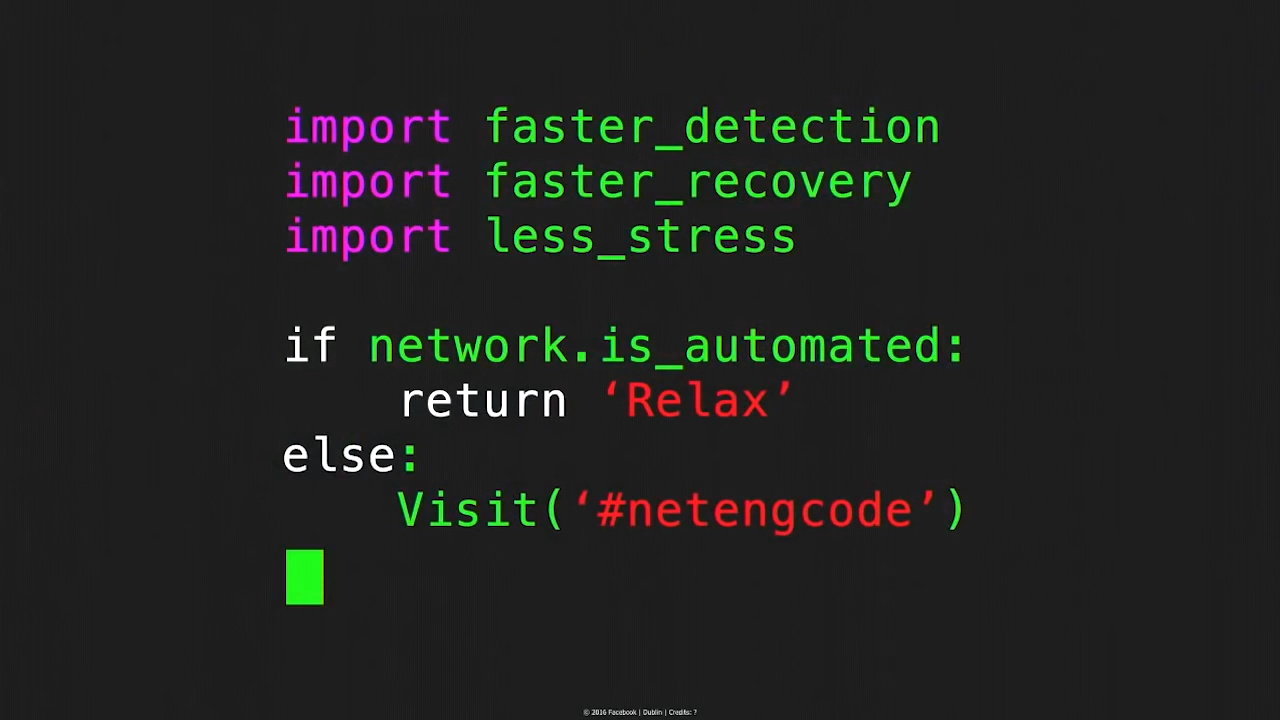 import faster_detection
import faster_recovery
import less_stress
if network.is_automated:
return ‘Relax’
else:
Visit(‘#netengcode’)
© 2016 Facebook | Dublin | Credits: ?